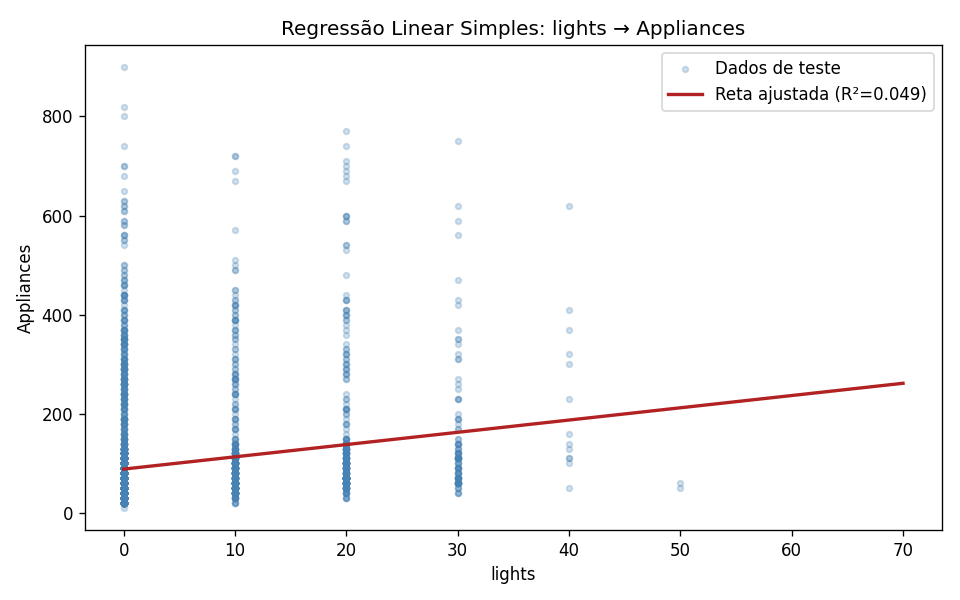 Regressão Linear Simples: lights → Appliances
Dados de teste
Reta ajustada (R²=0.049)
800
600
400
200
0
Appliances
0 10 20 30 40 50 60 70
lights